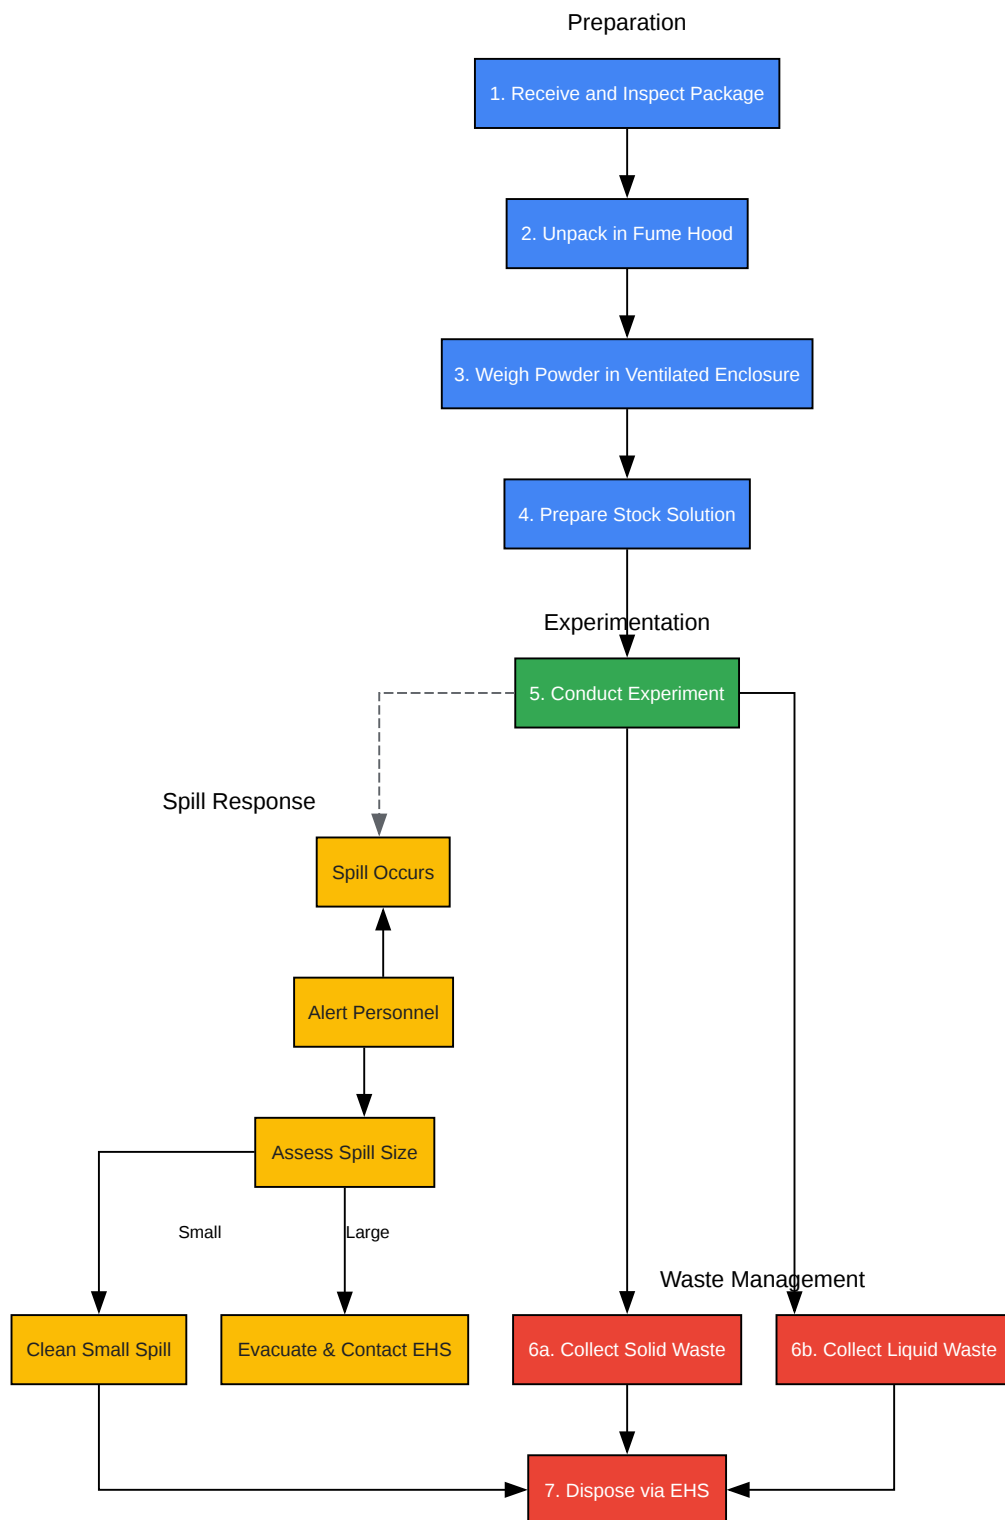 Preparation
1. Receive and Inspect Package
2. Unpack in Fume Hood
3. Weigh Powder in Ventilated Enclosure
4. Prepare Stock Solution
Experimentation
5. Conduct Experiment
Spill Response
Spill Occurs
Alert Personnel
Assess Spill Size
Small
Large
Waste Management
Clean Small Spill
Evacuate & Contact EHS
6a. Collect Solid Waste
6b. Collect Liquid Waste
7. Dispose via EHS